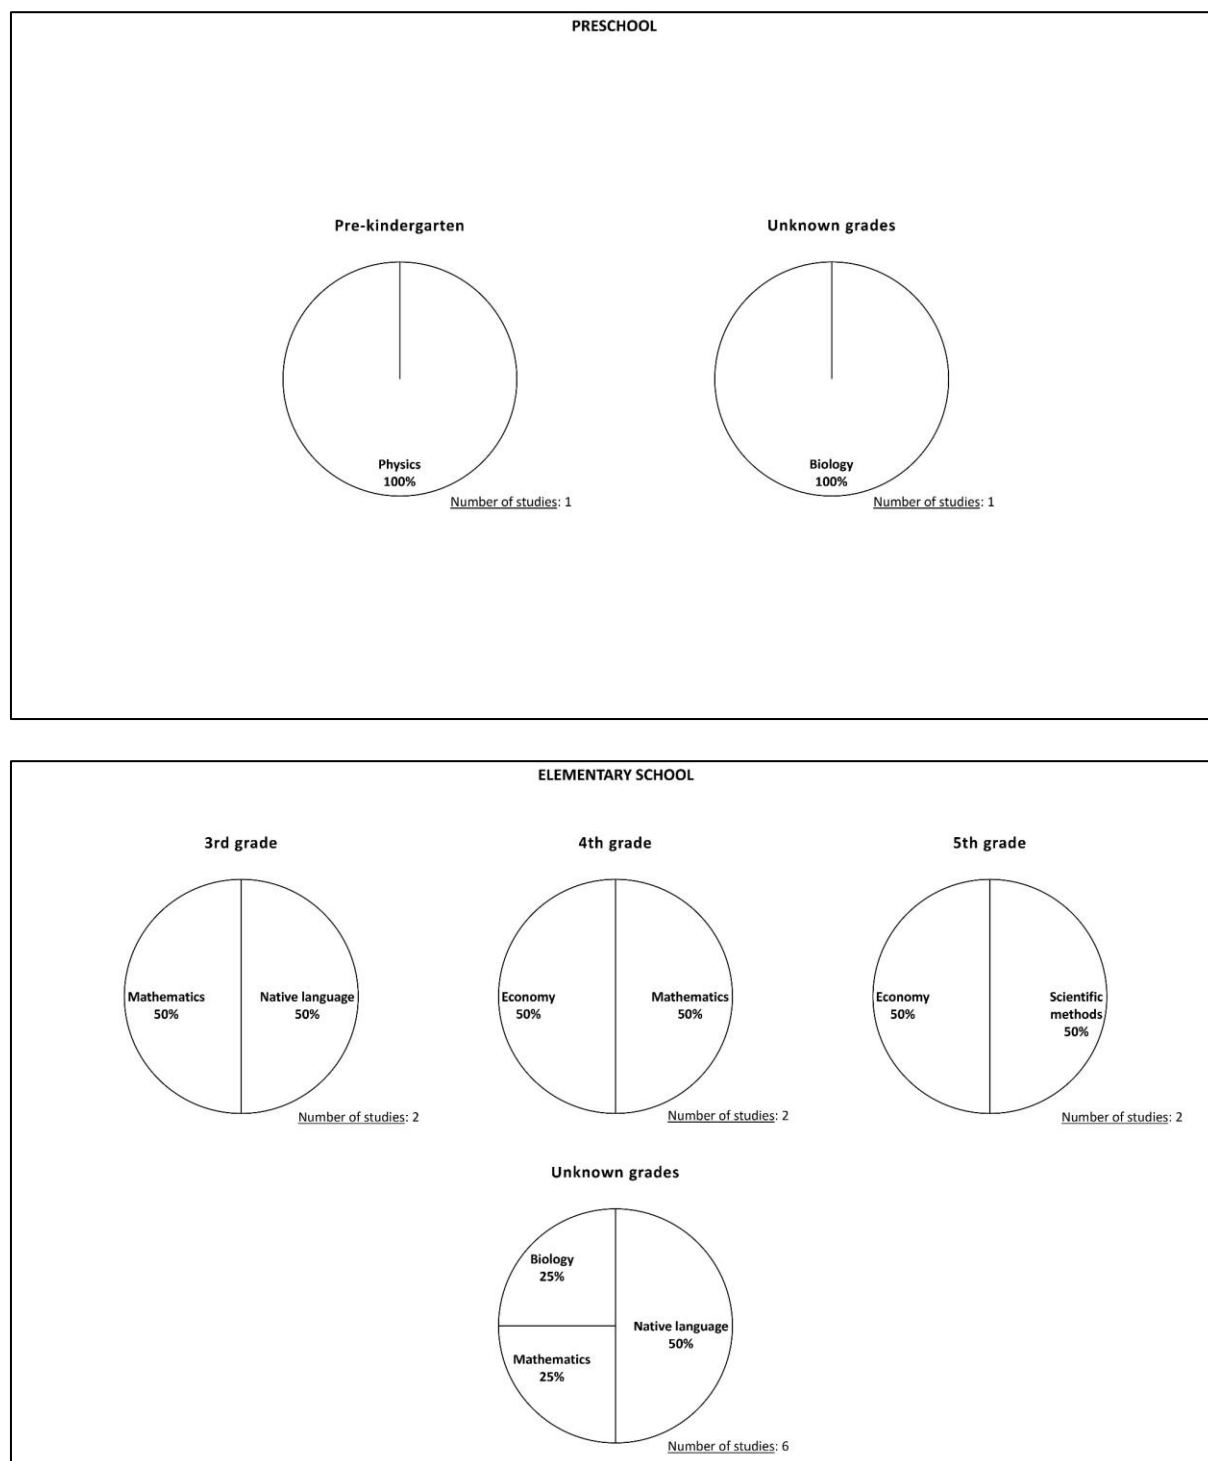 PRESCHOOL
Pre-kindergarten
Unknown grades
Physics
100%
Number of studies: 1
Biology
100%
Number of studies: 1
ELEMENTARY SCHOOL
3rd grade
4th grade
5th grade
Mathematics
50%
Native language
50%
Number of studies: 2
Economy
50%
Mathematics
50%
Number of studies: 2
Economy
50%
Scientific
methods
50%
Number of studies: 2
Unknown grades
Biology
25%
Native language
50%
Mathematics
25%
Number of studies: 6